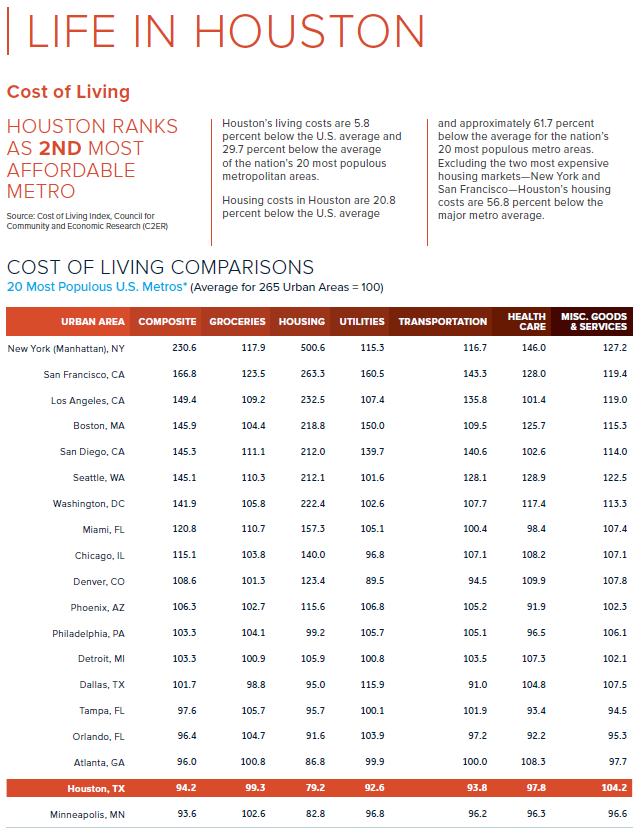 LIFE IN HOUSTON
Cost of Living
HOUSTON RANKS
AS 2ND MOST
AFFORDABLE
METRO
Source: Cost of Living Index, Council for
Community and Economic Research (C2ER)
Houston's living costs are 5.8
percent below the U.S. average and
29.7 percent below the average
of the nation's 20 most populous
metropolitan areas.
Housing costs in Houston are 20.8
percent below the U.S. average
and approximately 61.7 percent
below the average for the nation's
20 most populous metro areas.
Excluding the two most expensive
housing markets—New York and
San Francisco—Houston's housing
costs are 56.8 percent below the
major metro average.
COST OF LIVING COMPARISONS
20 Most Populous U.S. Metros* (Average for 265 Urban Areas = 100)
URBAN AREA COMPOSITE GROCERIES HOUSING UTILITIES TRANSPORTATION HEALTH CARE MISC. GOODS & SERVICES
New York (Manhattan), NY 230.6 117.9 500.6 115.3 116.7 146.0 127.2
San Francisco, CA 166.8 123.5 263.3 160.5 143.3 128.0 119.4
Los Angeles, CA 149.4 109.2 232.5 107.4 135.8 101.4 119.0
Boston, MA 145.9 104.4 218.8 150.0 109.5 125.7 115.3
San Diego, CA 145.3 111.1 212.0 139.7 140.6 102.6 114.0
Seattle, WA 145.1 110.3 212.1 101.6 128.1 128.9 122.5
Washington, DC 141.9 105.8 222.4 102.6 107.7 117.4 113.3
Miami, FL 120.8 110.7 157.3 105.1 100.4 98.4 107.4
Chicago, IL 115.1 103.8 140.0 96.8 107.1 108.2 107.1
Denver, CO 108.6 101.3 123.4 89.5 94.5 109.9 107.8
Phoenix, AZ 106.3 102.7 115.6 106.8 105.2 91.9 102.3
Philadelphia, PA 103.3 104.1 99.2 105.7 105.1 96.5 106.1
Detroit, MI 103.3 100.9 105.9 100.8 103.5 107.3 102.1
Dallas, TX 101.7 98.8 95.0 115.9 91.0 104.8 107.5
Tampa, FL 97.6 105.7 95.7 100.1 101.9 93.4 94.5
Orlando, FL 96.4 104.7 91.6 103.9 97.2 92.2 95.3
Atlanta, GA 96.0 100.8 86.8 99.9 100.0 108.3 97.7
Houston, TX 94.2 99.3 79.2 92.6 93.8 97.8 104.2
Minneapolis, MN 93.6 102.6 82.8 96.8 96.2 96.3 96.6